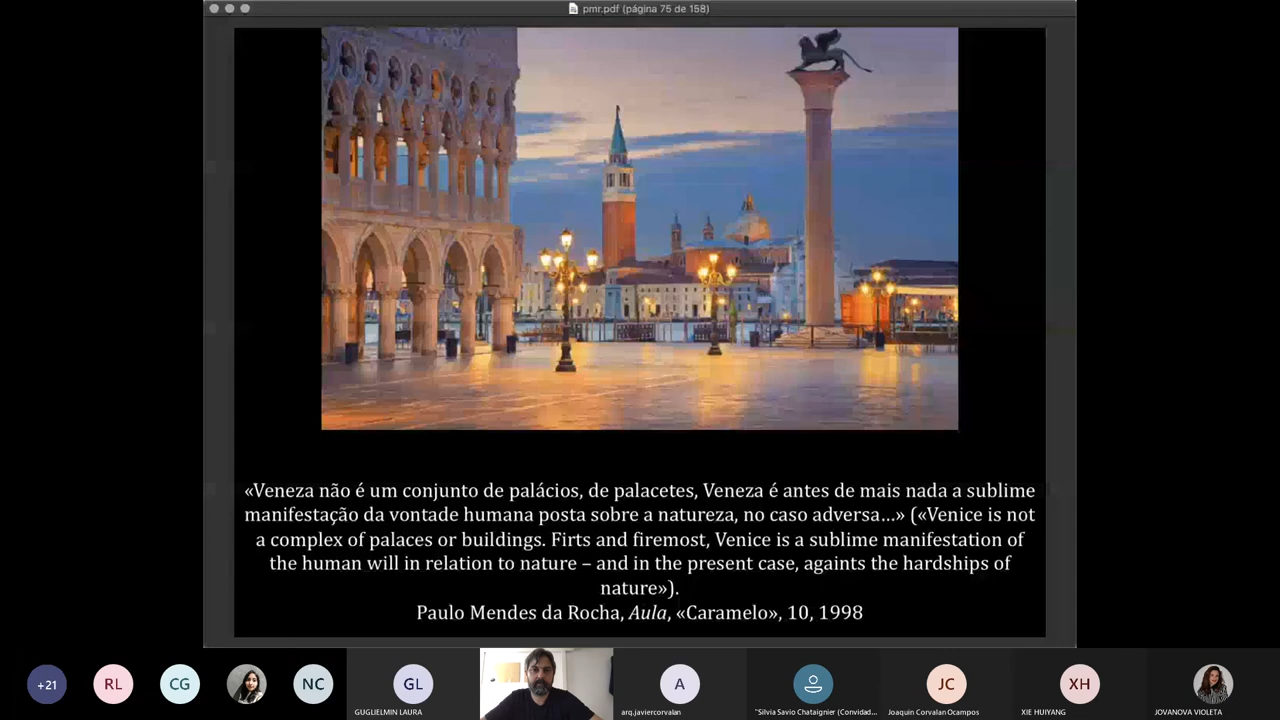 pmr.pdf (página 75 de 158)
«Veneza não é um conjunto de palácios, de palacetes, Veneza é antes de mais nada a sublime
manifestação da vontade humana posta sobre a natureza, no caso adversa…» («Venice is not
a complex of palaces or buildings. Firts and firemost, Venice is a sublime manifestation of
the human will in relation to nature – and in the present case, againts the hardships of
nature»).
Paulo Mendes da Rocha, Aula, «Caramelo», 10, 1998
+21
RL
CG
NC
GL
A
JC
XH
GUGLIELMIN LAURA
arq.javiercorvalan
"Silvia Savio Chataignier (Convidad...
Joaquin Corvalan Ocampos
XIE HUIYANG
JOVANOVA VIOLETA